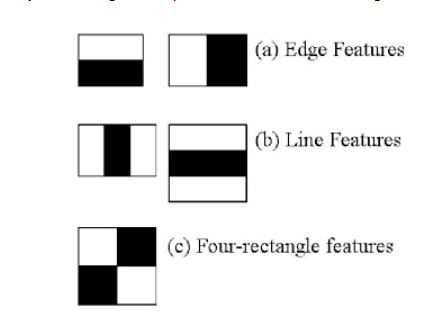 (a) Edge Features
(b) Line Features
(c) Four-rectangle features